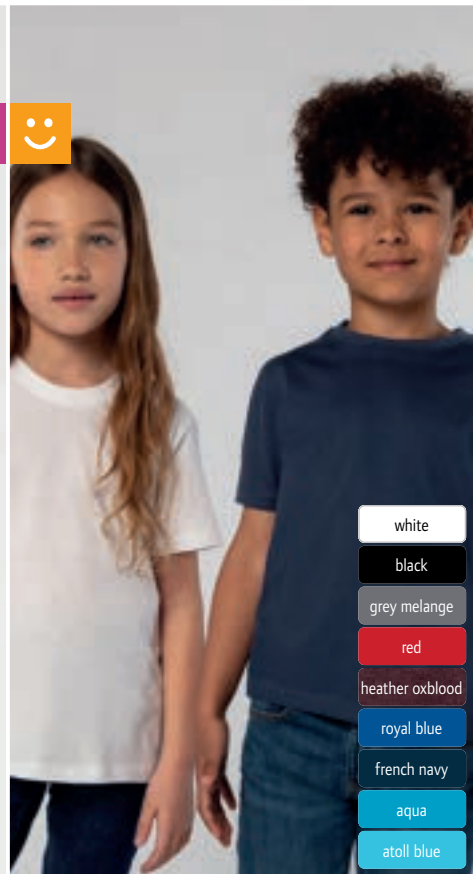 white
black
grey melange
red
heather oxblood
royal blue
french navy
aqua
atoll blue